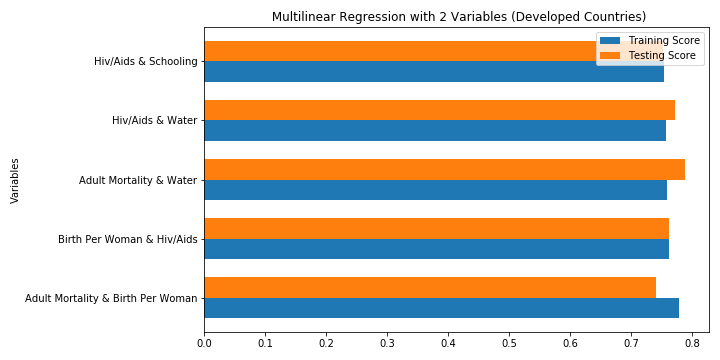 Multilinear Regression with 2 Variables (Developed Countries)
Training Score
Testing Score
Variables
Hiv/Aids & Schooling
Hiv/Aids & Water
Adult Mortality & Water
Birth Per Woman & Hiv/Aids
Adult Mortality & Birth Per Woman
0.0 0.1 0.2 0.3 0.4 0.5 0.6 0.7 0.8